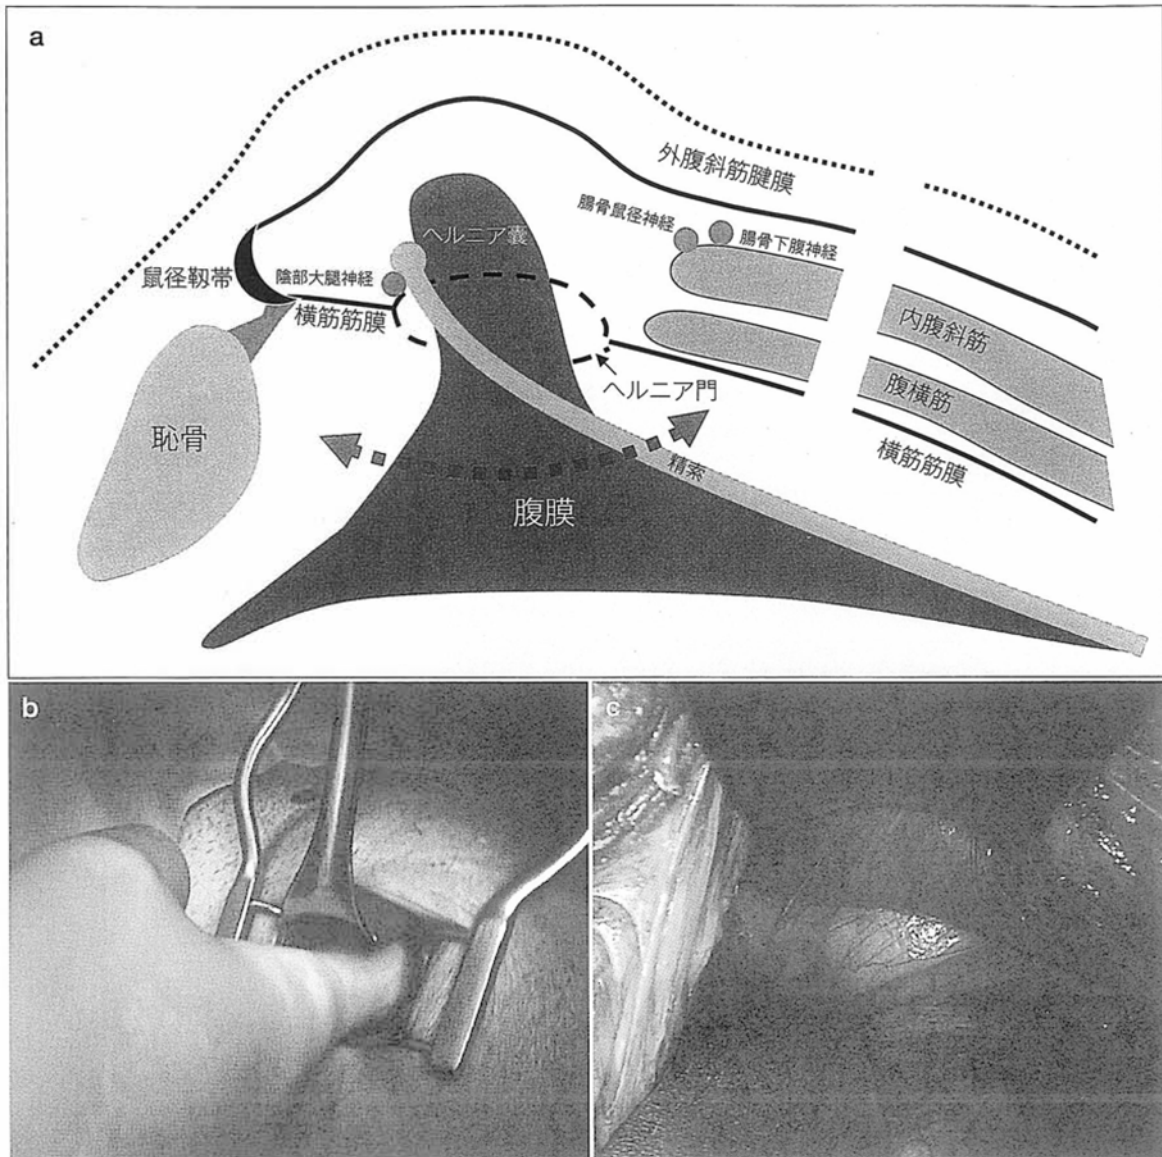 a
外腹斜筋腱膜
腸骨鼠径神経
腸骨下腹神経
ヘルニア嚢
鼠径靱帯
陰部大腿神経
横筋筋膜
内腹斜筋
ヘルニア門
腹横筋
恥骨
精索
横筋筋膜
腹膜
b
c